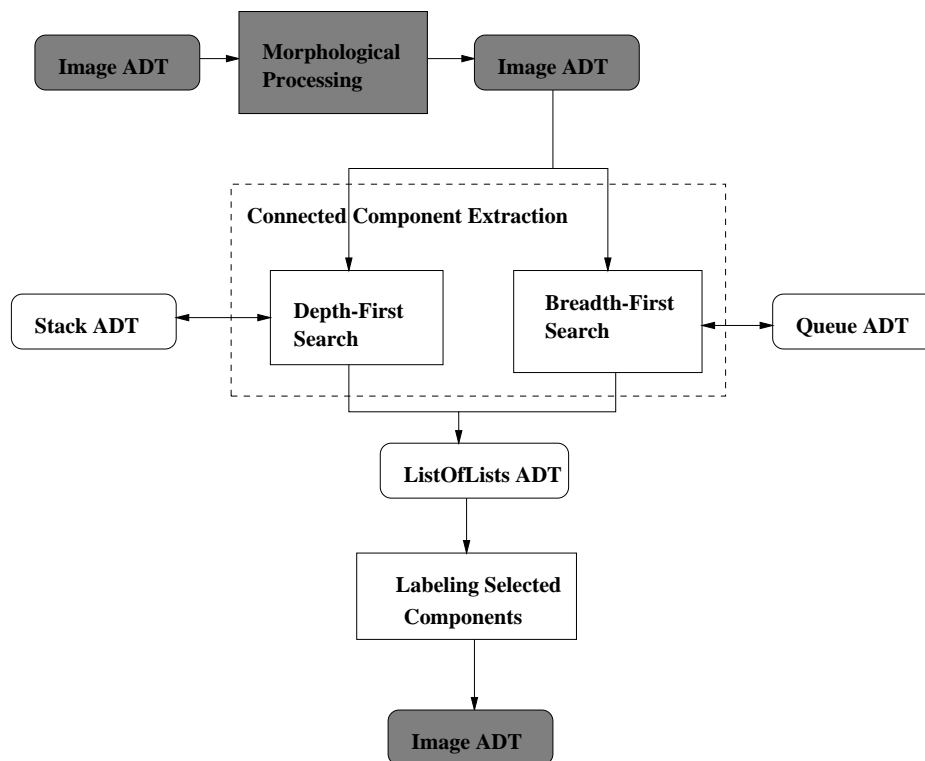 Image ADT
Morphological
Processing
Image ADT
Connected Component Extraction
Stack ADT
Depth-First
Search
Breadth-First
Search
Queue ADT
ListOfLists ADT
Labeling Selected
Components
Image ADT